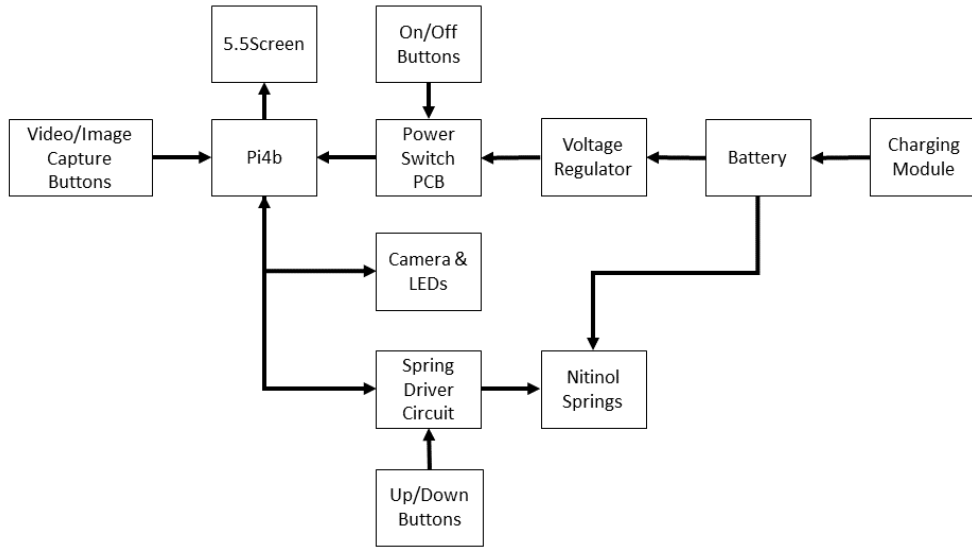 5.5Screen
On/Off
Buttons
Video/Image
Capture
Buttons
Pi4b
Power
Switch
PCB
Voltage
Regulator
Battery
Charging
Module
Camera &
LEDs
Spring
Driver
Circuit
Nitinol
Springs
Up/Down
Buttons